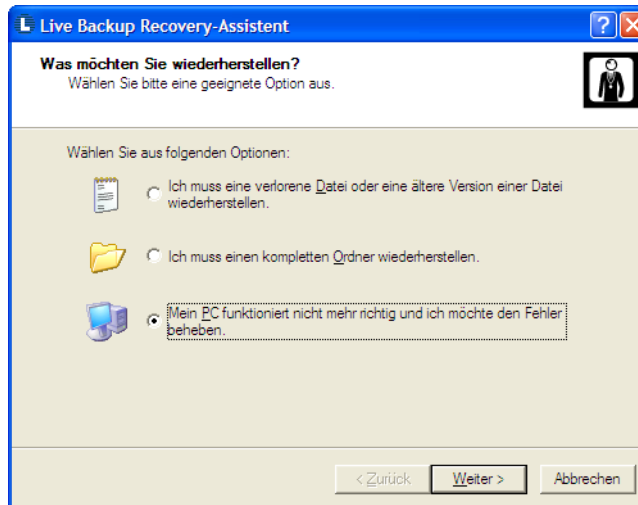 Live Backup Recovery-Assistent
Was möchten Sie wiederherstellen?
Wählen Sie bitte eine geeignete Option aus.
Wählen Sie aus folgenden Optionen:
Ich muss eine verlorene Datei oder eine ältere Version einer Datei
wiederherstellen.
Ich muss einen kompletten Ordner wiederherstellen.
Mein PC funktioniert nicht mehr richtig und ich möchte den Fehler
beheben.
< Zurück Weiter > Abbrechen